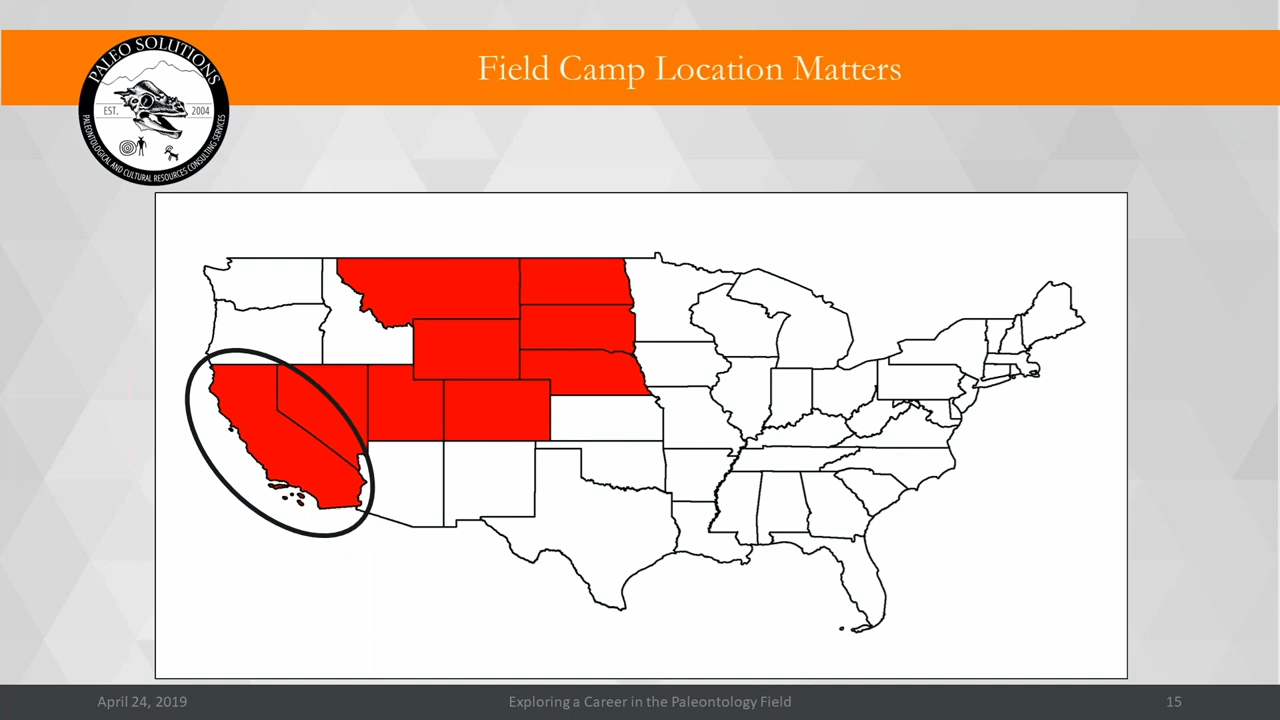 Field Camp Location Matters
PALEO SOLUTIONS
EST. 2004
PALEONTOLOGICAL AND CULTURAL RESOURCES CONSULTING SERVICES
April 24, 2019
Exploring a Career in the Paleontology Field
15